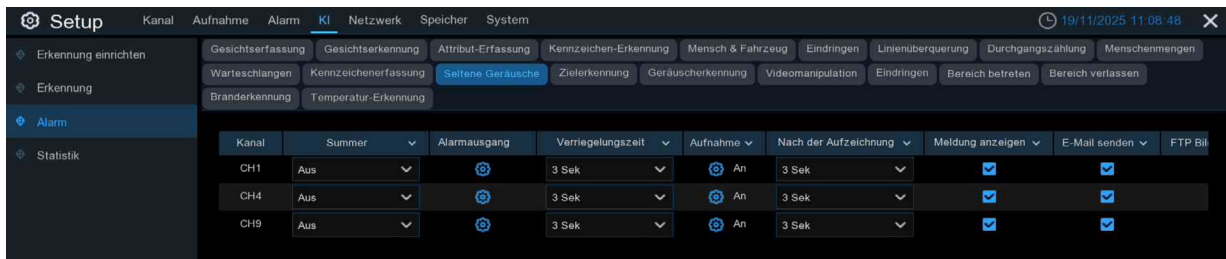 Setup Kanal Aufnahme Alarm KI Netzwerk Speicher System 19/11/2025 11:08:48
Erkennung einrichten
Erkennung
Alarm
Statistik
Gesichtserfassung Gesichtserkennung Attribut-Erfassung Kennzeichen-Erkennung Mensch & Fahrzeug Eindringen Linienüberquerung Durchgangszählung Menschenmengen
Warteschlangen Kennzeichenerfassung Seltene Geräusche Zielerkennung Geräuscherkennung Videomanipulation Eindringen Bereich betreten Bereich verlassen
Branderkennung Temperatur-Erkennung
Kanal Summer Alarmausgang Verriegelungszeit Aufnahme Nach der Aufzeichnung Meldung anzeigen E-Mail senden FTP Bil
CH1 Aus 3 Sek An 3 Sek
CH4 Aus 3 Sek An 3 Sek
CH9 Aus 3 Sek An 3 Sek